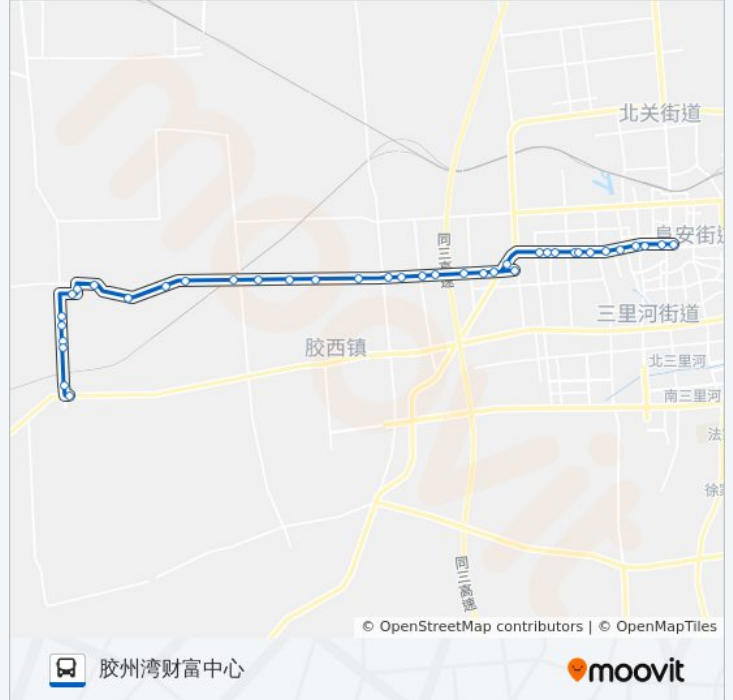 北关街道
阜安街道
同三高速
三里河街道
胶西镇
北三里河
南三里河
法
徐
同三高速
© OpenStreetMap contributors | © OpenMapTiles
胶州湾财富中心
moovit